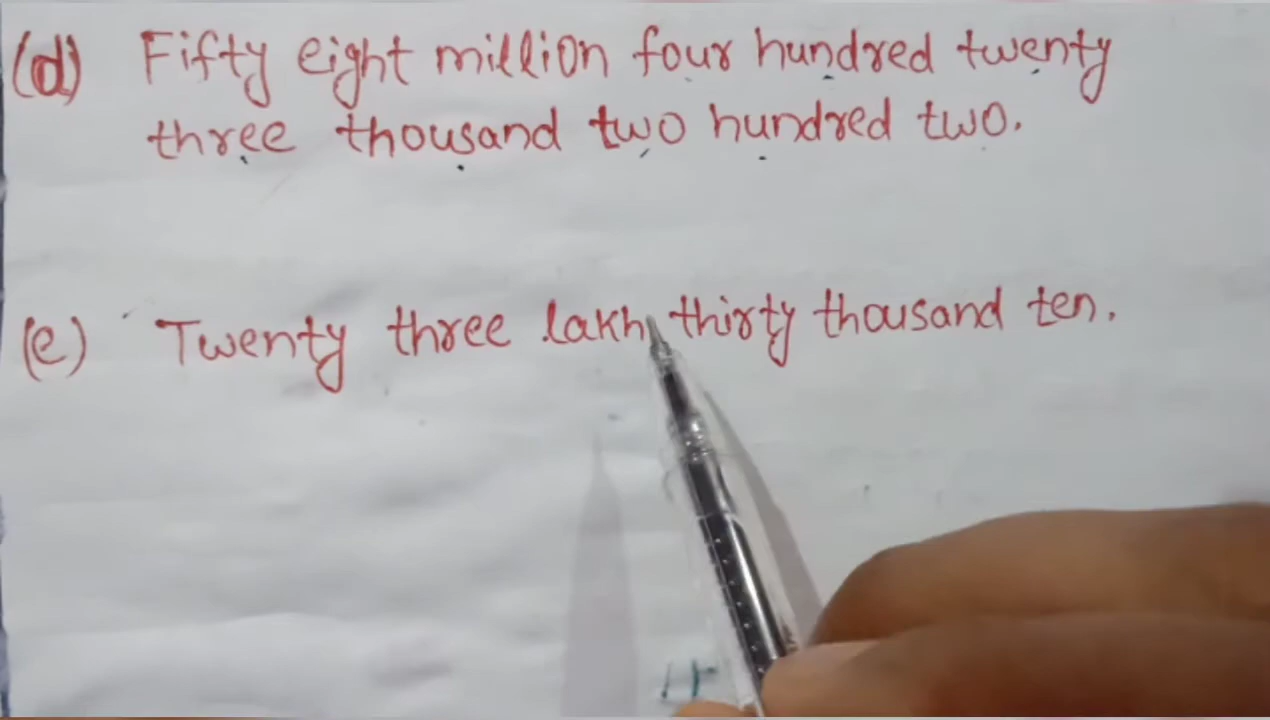 (d) Fifty eight million four hundred twenty
three thousand two hundred two.
(e) Twenty three lakh thirty thousand ten.